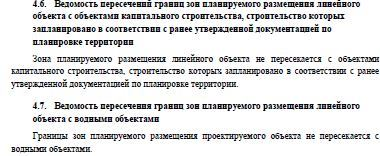 4.6. Ведомость пересечений границ зон планируемого размещения линейного
объекта с объектами капитального строительства, строительство которых
запланировано в соответствии с ранее утвержденной документацией по
планировке территории
Зона планируемого размещения линейного объекта не пересекается с объектами
капитального строительства, строительство которых запланировано в соответствии с ранее
утвержденной документацией по планировке территории.
4.7. Ведомость пересечения границ зон планируемого размещения линейного объекта
с водными объектами
Границы зон планируемого размещения проектируемого объекта не пересекается с
водными объектами.